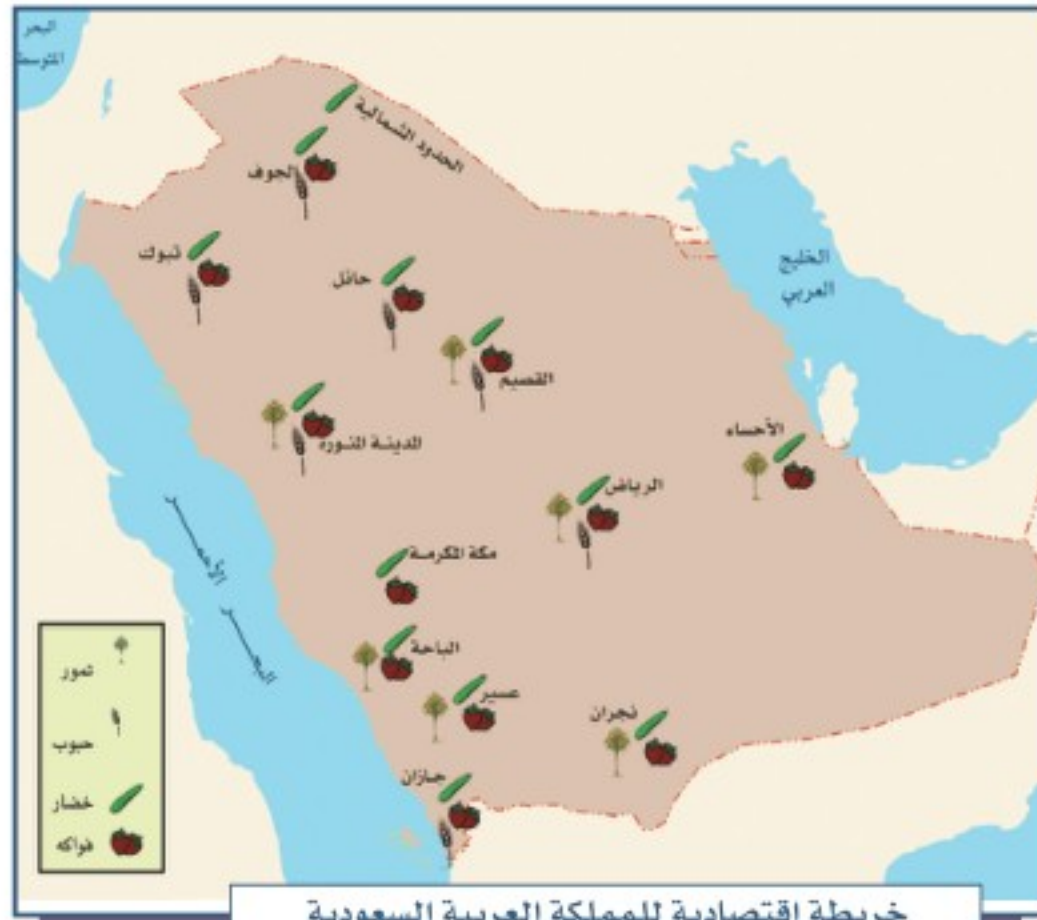 البحر
المتوسط
الحدود الشمالية
الجوف
تبوك
حائل
الخليج
العربي
القصيم
المدينة المنورة
الأحساء
الرياض
البحر الأحمر
مكة المكرمة
الباحة
عسير
نجران
جازان
تمور
حبوب
خضار
فواكه
خريطة اقتصادية للمملكة العربية السعودية